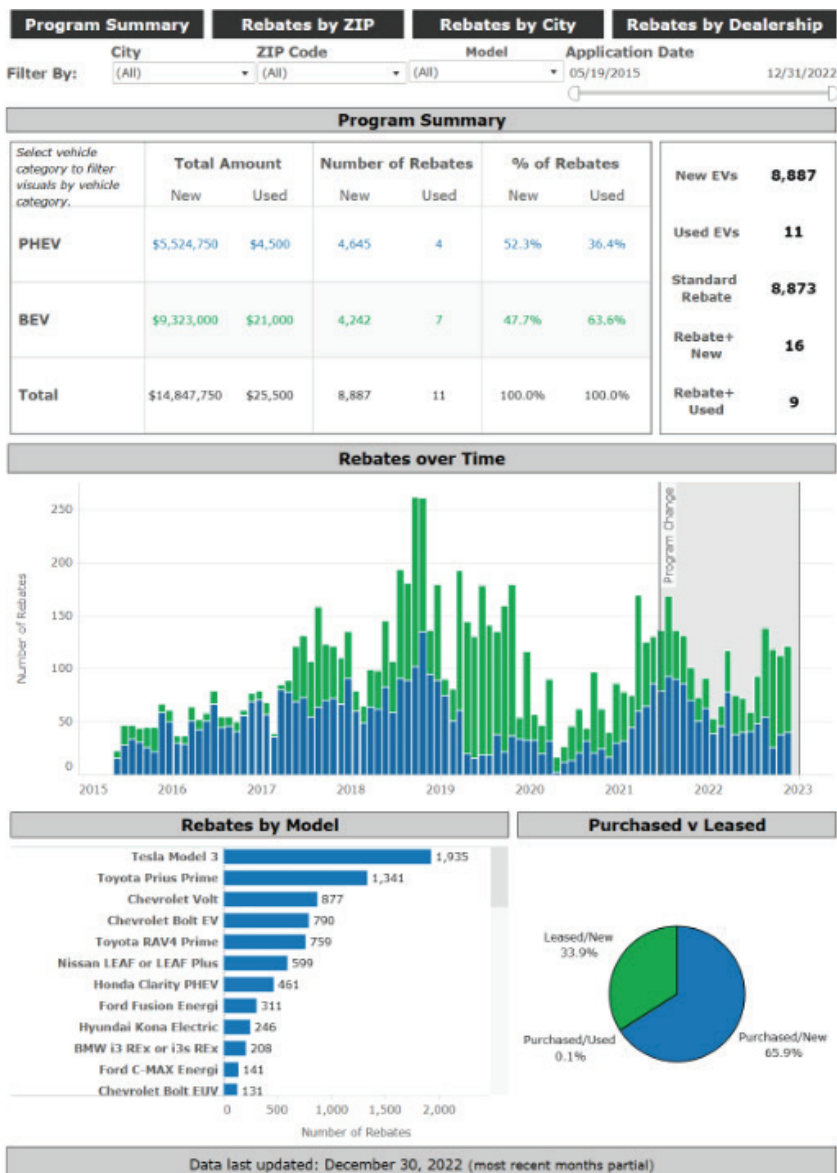 Program Summary Rebates by ZIP Rebates by City Rebates by Dealership
City ZIP Code Model Application Date
Filter By: (All) (All) (All) 05/19/2015 12/31/2022
Program Summary
Select vehicle
category to filter
visuals by vehicle
category.
Total Amount Number of Rebates % of Rebates
New Used New Used New Used
PHEV $5,524,750 $4,500 4,645 4 52.3% 36.4%
BEV $9,323,000 $21,000 4,242 7 47.7% 63.6%
Total $14,847,750 $25,500 8,887 11 100.0% 100.0%
New EVs 8,887
Used EVs 11
Standard
Rebate 8,873
Rebate+
New 16
Rebate+
Used 9
Rebates over Time
Number of Rebates
250
200
150
100
50
0
Program Change
2015 2016 2017 2018 2019 2020 2021 2022 2023
Rebates by Model
Tesla Model 3 1,935
Toyota Prius Prime 1,341
Chevrolet Volt 877
Chevrolet Bolt EV 790
Toyota RAV4 Prime 759
Nissan LEAF or LEAF Plus 599
Honda Clarity PHEV 461
Ford Fusion Energi 311
Hyundai Kona Electric 246
BMW i3 REx or i3s REx 208
Ford C-MAX Energi 141
Chevrolet Bolt EUV 131
0 500 1,000 1,500 2,000
Number of Rebates
Purchased v Leased
Leased/New
33.9%
Purchased/Used
0.1%
Purchased/New
65.9%
Data last updated: December 30, 2022 (most recent months partial)